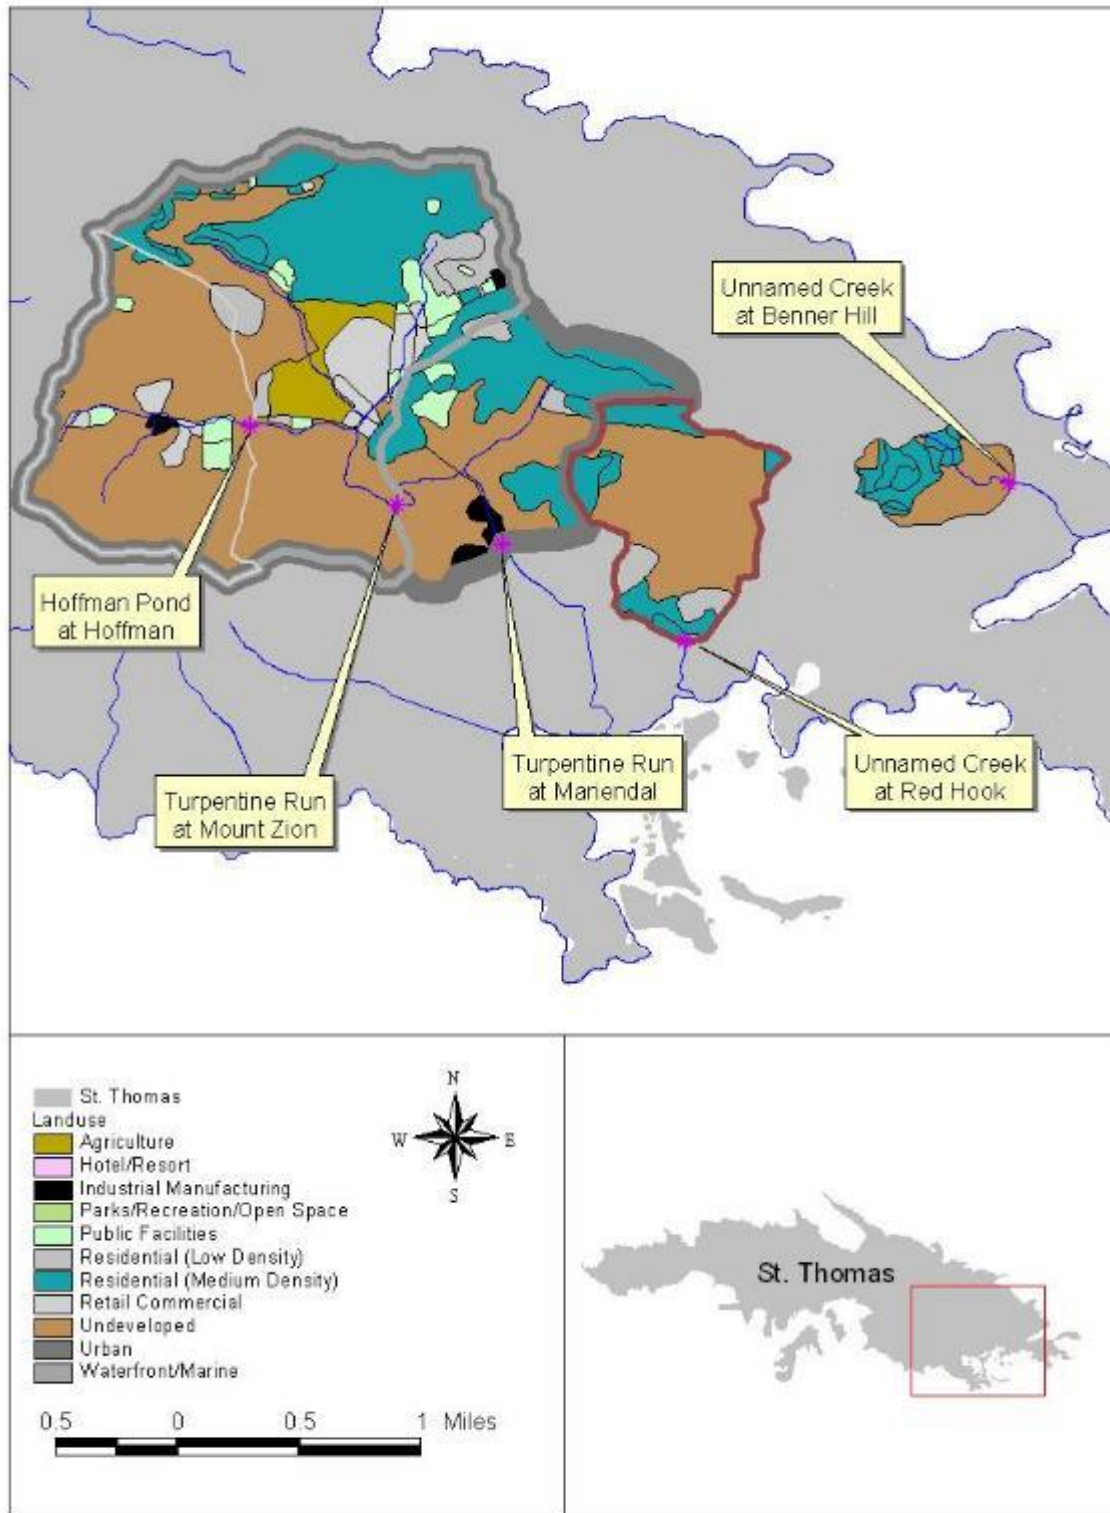 Unnamed Creek
at Benner Hill
Hoffman Pond
at Hoffman
Turpentine Run
at Mount Zion
Turpentine Run
at Mariendal
Unnamed Creek
at Red Hook
St. Thomas
Landuse
Agriculture
Hotel/Resort
Industrial Manufacturing
Parks/Recreation/Open Space
Public Facilities
Residential (Low Density)
Residential (Medium Density)
Retail Commercial
Undeveloped
Urban
Waterfront/Marine
N
W
E
S
0.5 0 0.5 1 Miles
St. Thomas